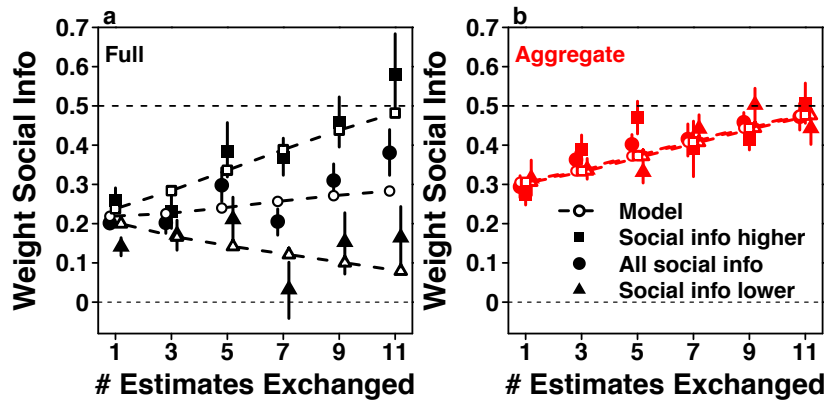 a
b
Full
Aggregate
Weight Social Info
0.7
0.6
0.5
0.4
0.3
0.2
0.1
0
1 3 5 7 9 11
# Estimates Exchanged
Weight Social Info
0.7
0.6
0.5
0.4
0.3
0.2
0.1
0
Model
Social info higher
All social info
Social info lower
1 3 5 7 9 11
# Estimates Exchanged